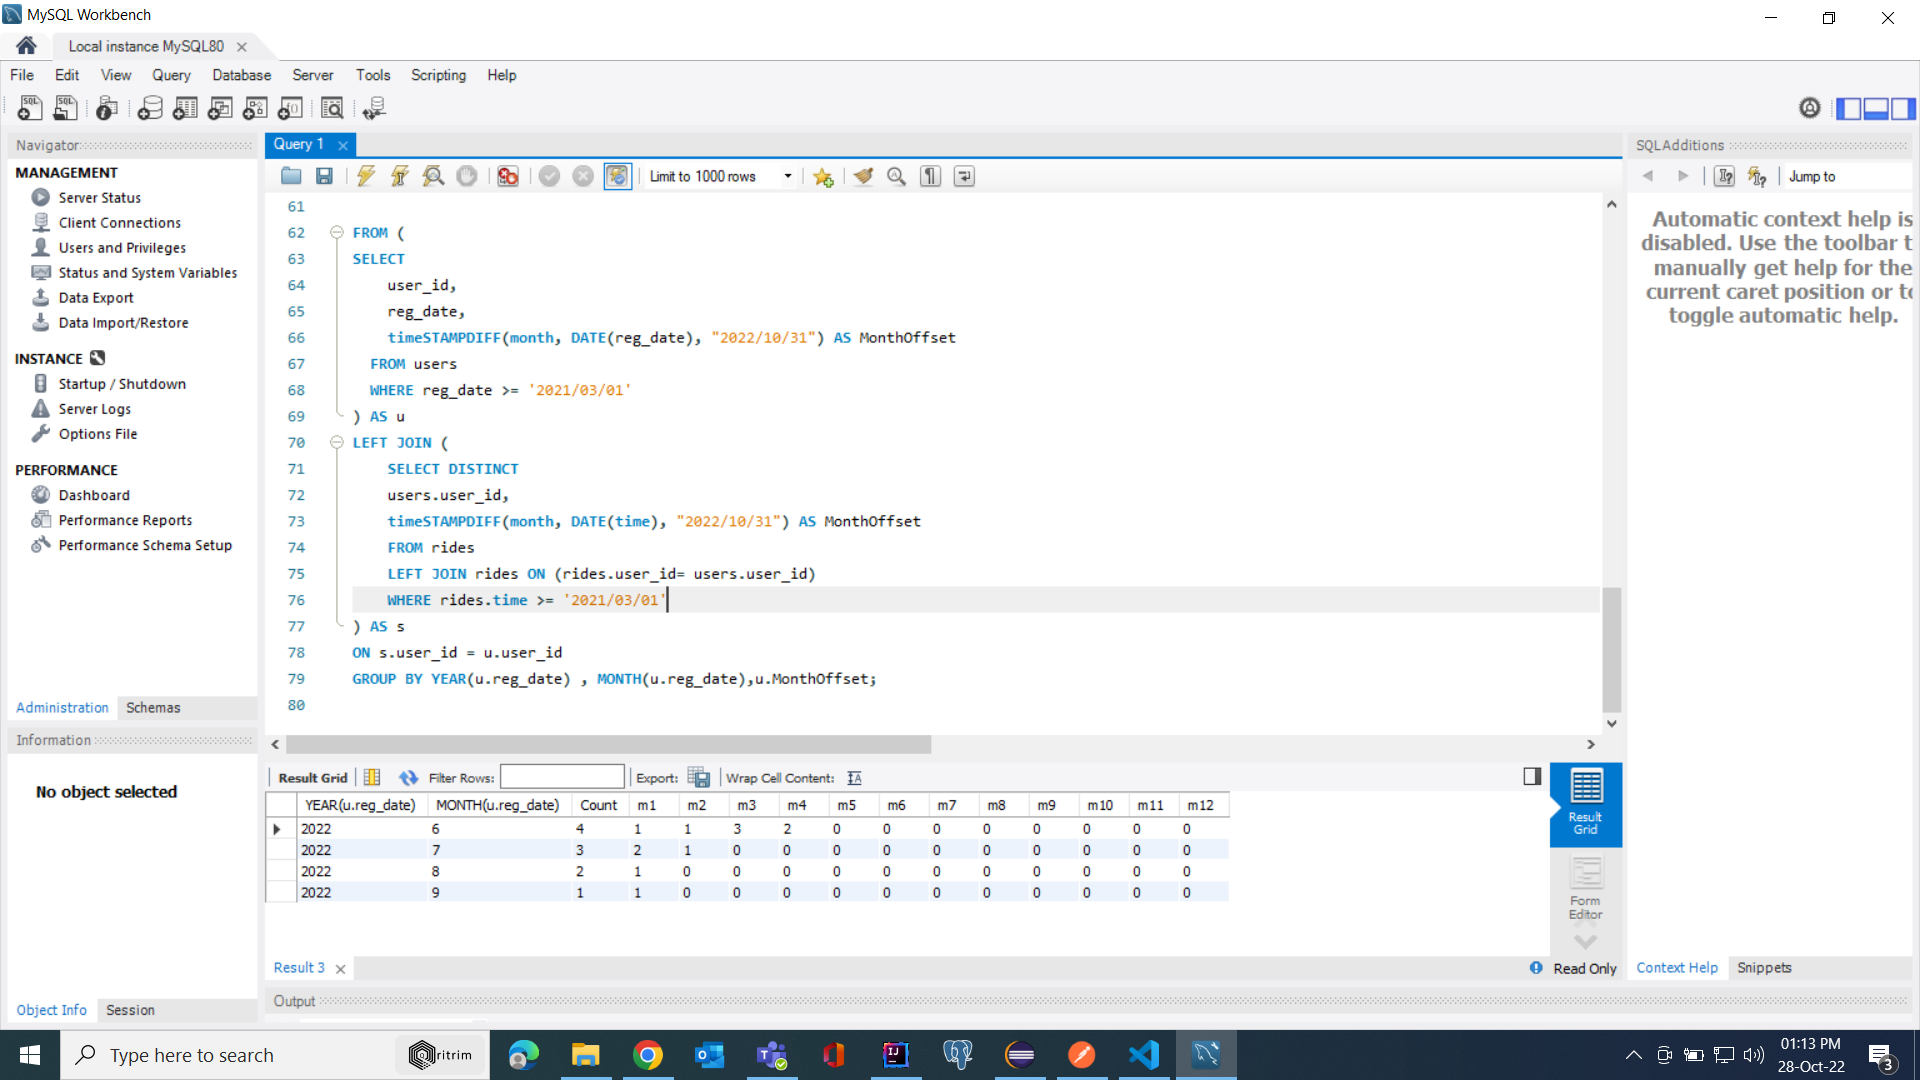 MySQL Workbench
Local instance MySQL80
File Edit View Query Database Server Tools Scripting Help
Navigator
MANAGEMENT
Server Status
Client Connections
Users and Privileges
Status and System Variables
Data Export
Data Import/Restore
INSTANCE
Startup / Shutdown
Server Logs
Options File
PERFORMANCE
Dashboard
Performance Reports
Performance Schema Setup
Administration Schemas
Information
No object selected
Object Info Session
Query 1
Limit to 1000 rows
61
62 FROM (
63 SELECT
64 user_id,
65 reg_date,
66 timeSTAMPDIFF(month, DATE(reg_date), "2022/10/31") AS MonthOffset
67 FROM users
68 WHERE reg_date >= '2021/03/01'
69 ) AS u
70 LEFT JOIN (
71 SELECT DISTINCT
72 users.user_id,
73 timeSTAMPDIFF(month, DATE(time), "2022/10/31") AS MonthOffset
74 FROM rides
75 LEFT JOIN rides ON (rides.user_id= users.user_id)
76 WHERE rides.time >= '2021/03/01'
77 ) AS s
78 ON s.user_id = u.user_id
79 GROUP BY YEAR(u.reg_date) , MONTH(u.reg_date),u.MonthOffset;
80
Result Grid Filter Rows: Export: Wrap Cell Content:
YEAR(u.reg_date) MONTH(u.reg_date) Count m1 m2 m3 m4 m5 m6 m7 m8 m9 m10 m11 m12
2022 6 4 1 1 3 2 0 0 0 0 0 0 0 0
2022 7 3 2 1 0 0 0 0 0 0 0 0 0 0
2022 8 2 1 0 0 0 0 0 0 0 0 0 0 0
2022 9 1 1 0 0 0 0 0 0 0 0 0 0 0
Result
Grid
Form
Editor
Result 3
Read Only
Output
SQLAdditions
Jump to
Automatic context help is
disabled. Use the toolbar t
manually get help for the
current caret position or to
toggle automatic help.
Context Help Snippets
Type here to search
ritrim
01:13 PM
28-Oct-22
3